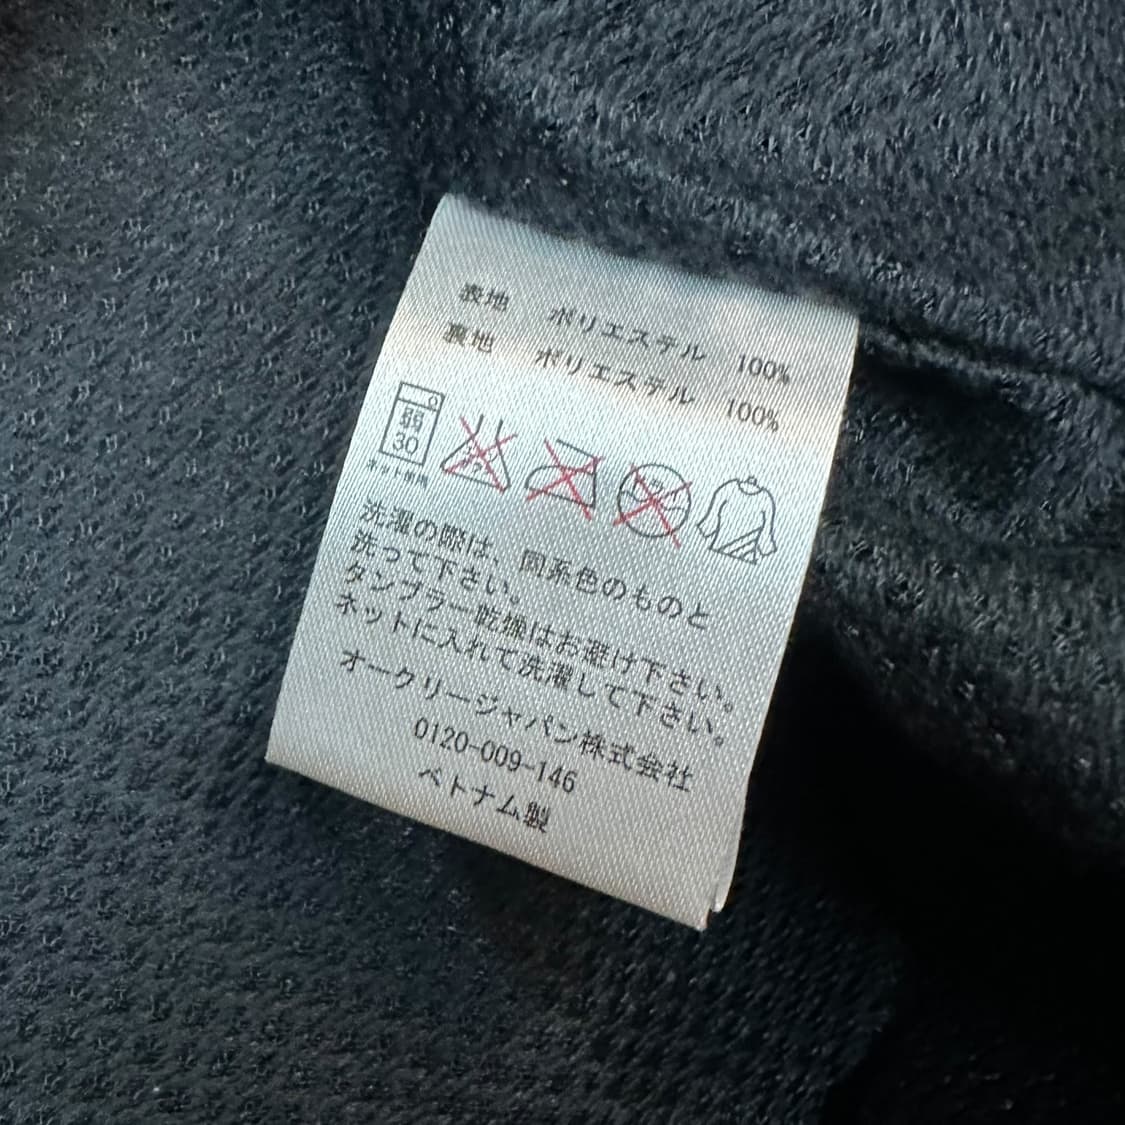 表地 ポリエステル 100%
裏地 ポリエステル 100%
弱
30
ネット使用
洗濯の際は、同系色のものと
洗って下さい。
タンブラー乾燥はお避け下さい。
ネットに入れて洗濯して下さい。
オークリージャパン株式会社
0120-009-146
ベトナム製